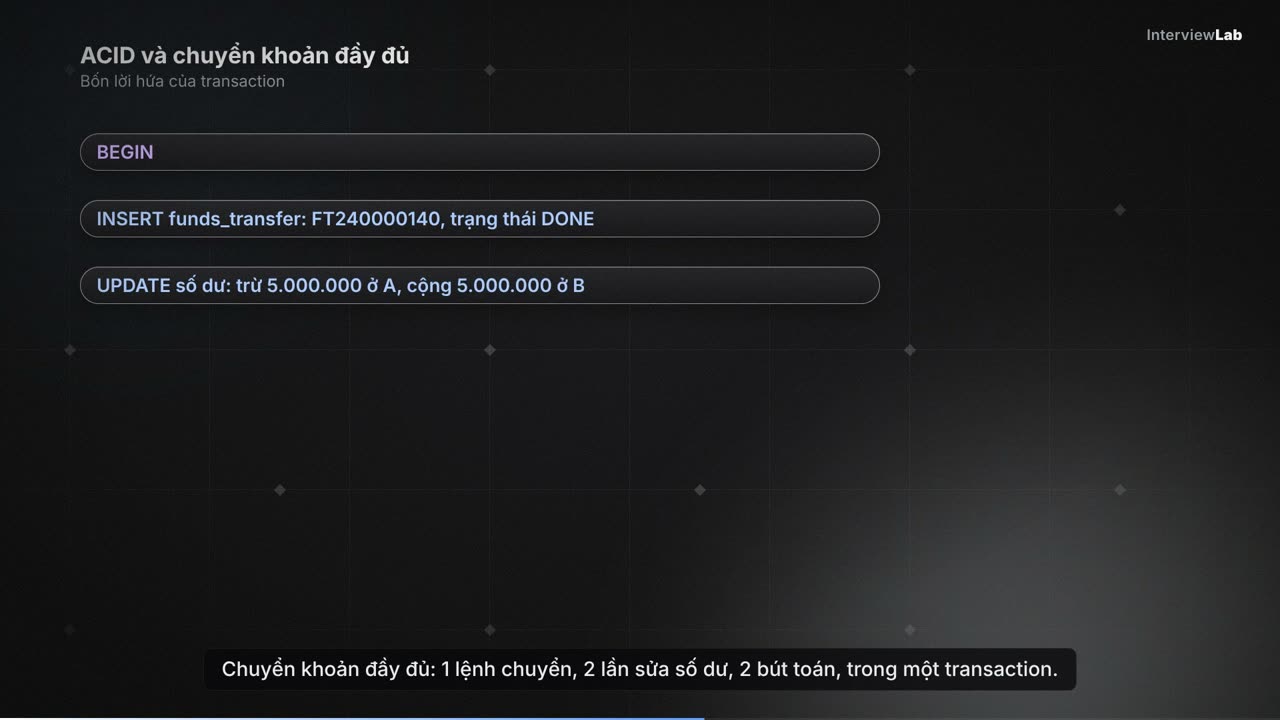 InterviewLab
ACID và chuyển khoản đầy đủ
Bốn lời hứa của transaction
BEGIN
INSERT funds_transfer: FT240000140, trạng thái DONE
UPDATE số dư: trừ 5.000.000 ở A, cộng 5.000.000 ở B
Chuyển khoản đầy đủ: 1 lệnh chuyển, 2 lần sửa số dư, 2 bút toán, trong một transaction.